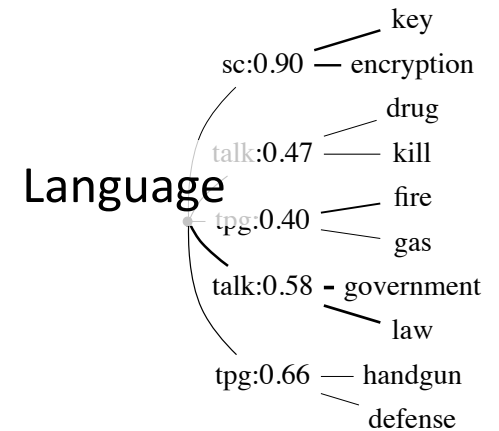 key
sc:0.90
encryption
drug
talk:0.47
kill
Language
fire
tpg:0.40
gas
talk:0.58
government
law
tpg:0.66
handgun
defense